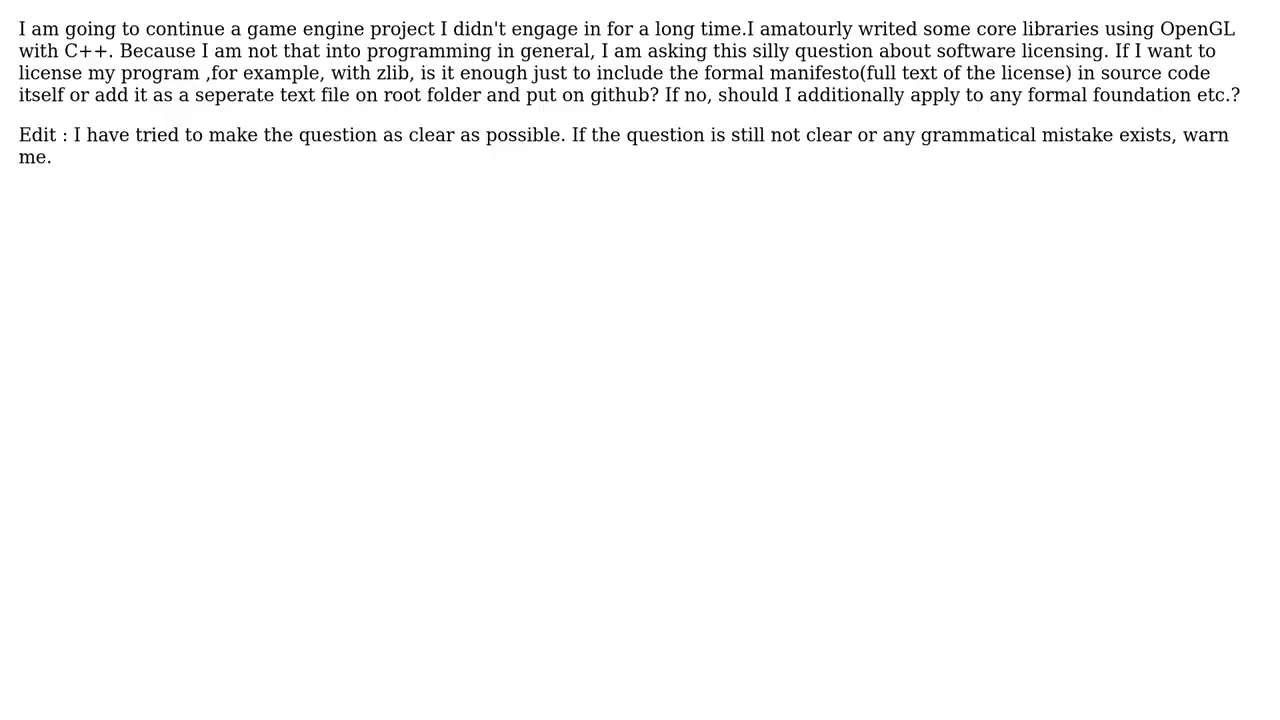 I am going to continue a game engine project I didn't engage in for a long time.I amatourly writed some core libraries using OpenGL
with C++. Because I am not that into programming in general, I am asking this silly question about software licensing. If I want to
license my program ,for example, with zlib, is it enough just to include the formal manifesto(full text of the license) in source code
itself or add it as a seperate text file on root folder and put on github? If no, should I additionally apply to any formal foundation etc.?
Edit : I have tried to make the question as clear as possible. If the question is still not clear or any grammatical mistake exists, warn
me.